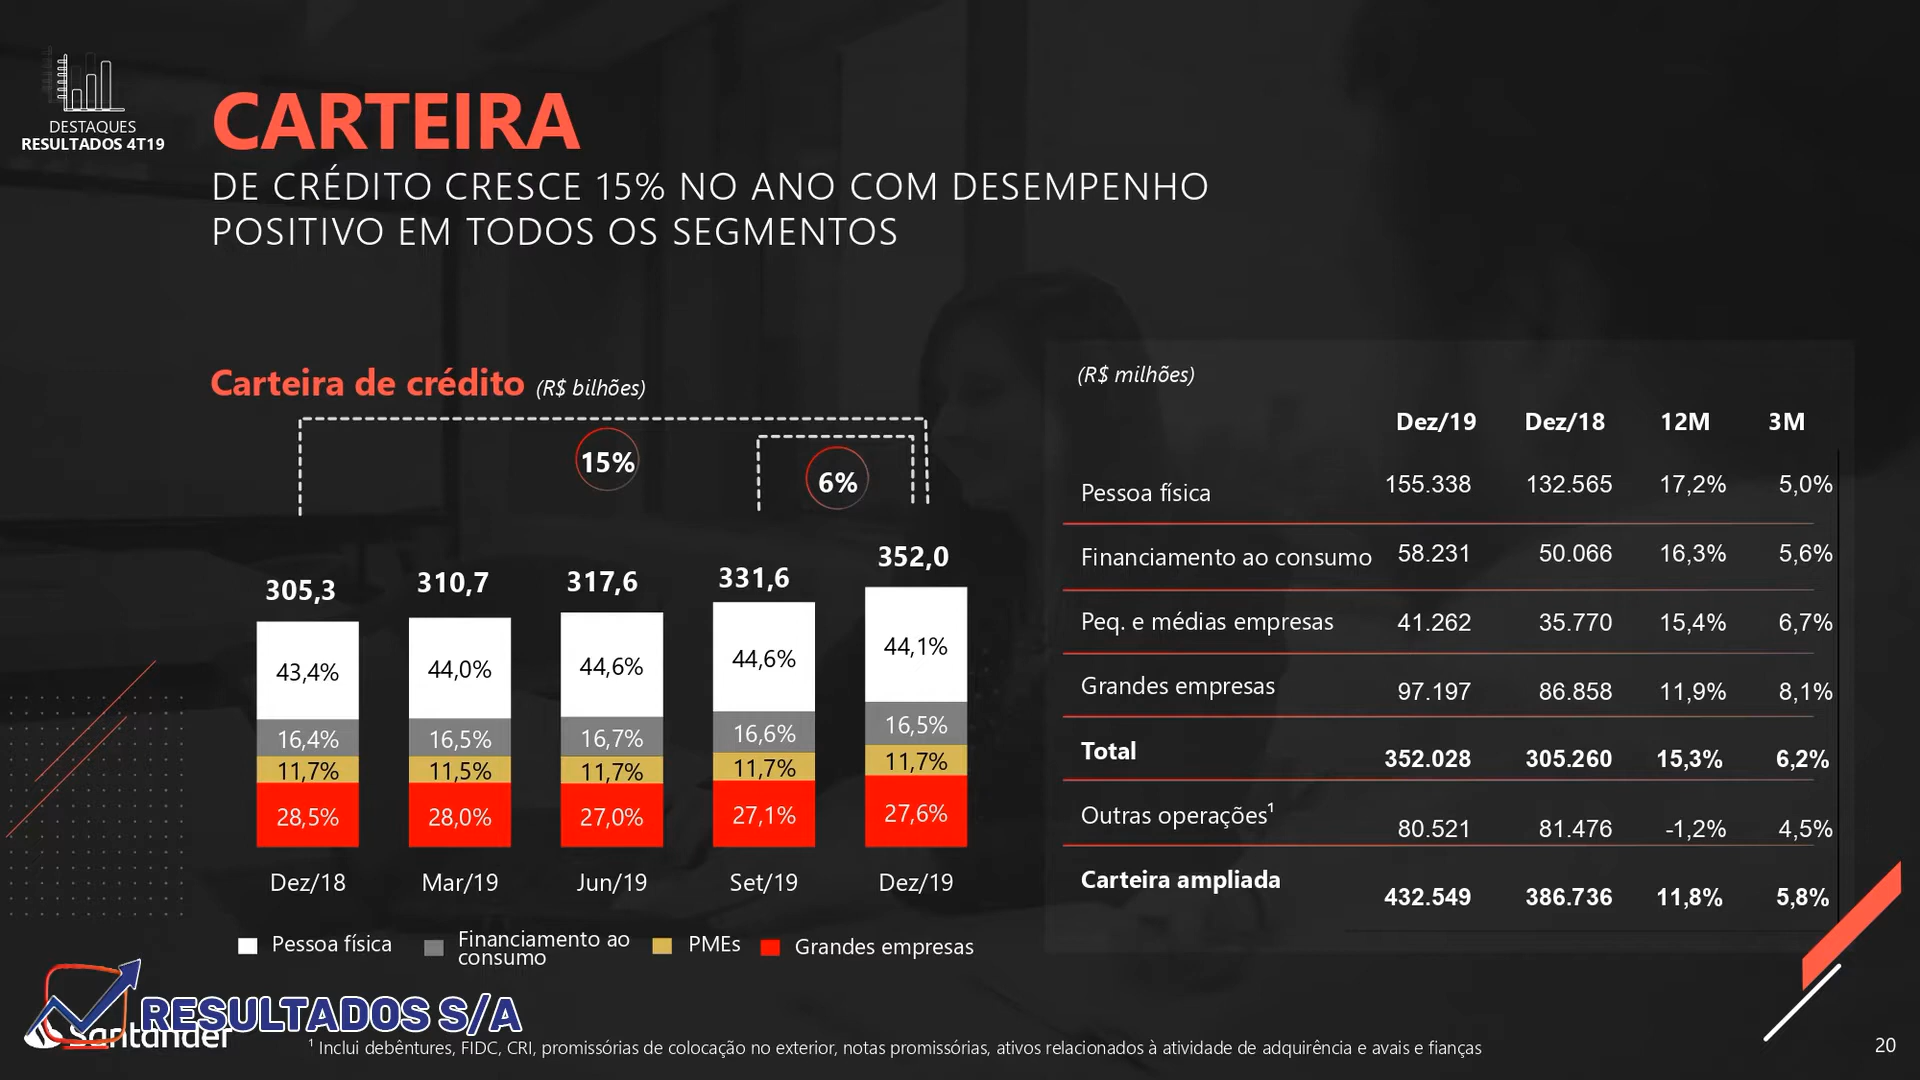 DESTAQUES
RESULTADOS 4T19
CARTEIRA
DE CRÉDITO CRESCE 15% NO ANO COM DESEMPENHO
POSITIVO EM TODOS OS SEGMENTOS
Carteira de crédito (R$ bilhões)
15%
6%
305,3 310,7 317,6 331,6 352,0
43,4% 44,0% 44,6% 44,6% 44,1%
16,4% 16,5% 16,7% 16,6% 16,5%
11,7% 11,5% 11,7% 11,7% 11,7%
28,5% 28,0% 27,0% 27,1% 27,6%
Dez/18 Mar/19 Jun/19 Set/19 Dez/19
Pessoa física Financiamento ao PMEs Grandes empresas
consumo
(R$ milhões)
Dez/19 Dez/18 12M 3M
Pessoa física 155.338 132.565 17,2% 5,0%
Financiamento ao consumo 58.231 50.066 16,3% 5,6%
Peq. e médias empresas 41.262 35.770 15,4% 6,7%
Grandes empresas 97.197 86.858 11,9% 8,1%
Total 352.028 305.260 15,3% 6,2%
Outras operações¹ 80.521 81.476 -1,2% 4,5%
Carteira ampliada 432.549 386.736 11,8% 5,8%
RESULTADOS S/A
Santander
¹ Inclui debêntures, FIDC, CRI, promissórias de colocação no exterior, notas promissórias, ativos relacionados à atividade de adquirência e avais e fianças
20